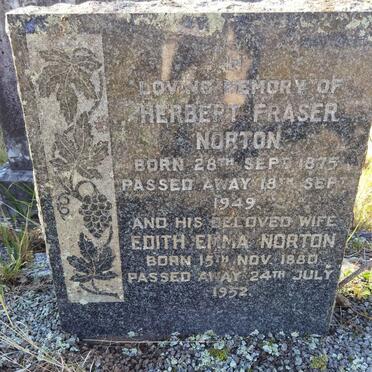 IN
LOVING MEMORY OF
HERBERT FRASER
NORTON
BORN 28TH SEPT 1875
PASSED AWAY 18TH SEPT
1949
AND HIS BELOVED WIFE
EDITH EMMA NORTON
BORN 15TH NOV. 1880
PASSED AWAY 24TH JULY
1952.